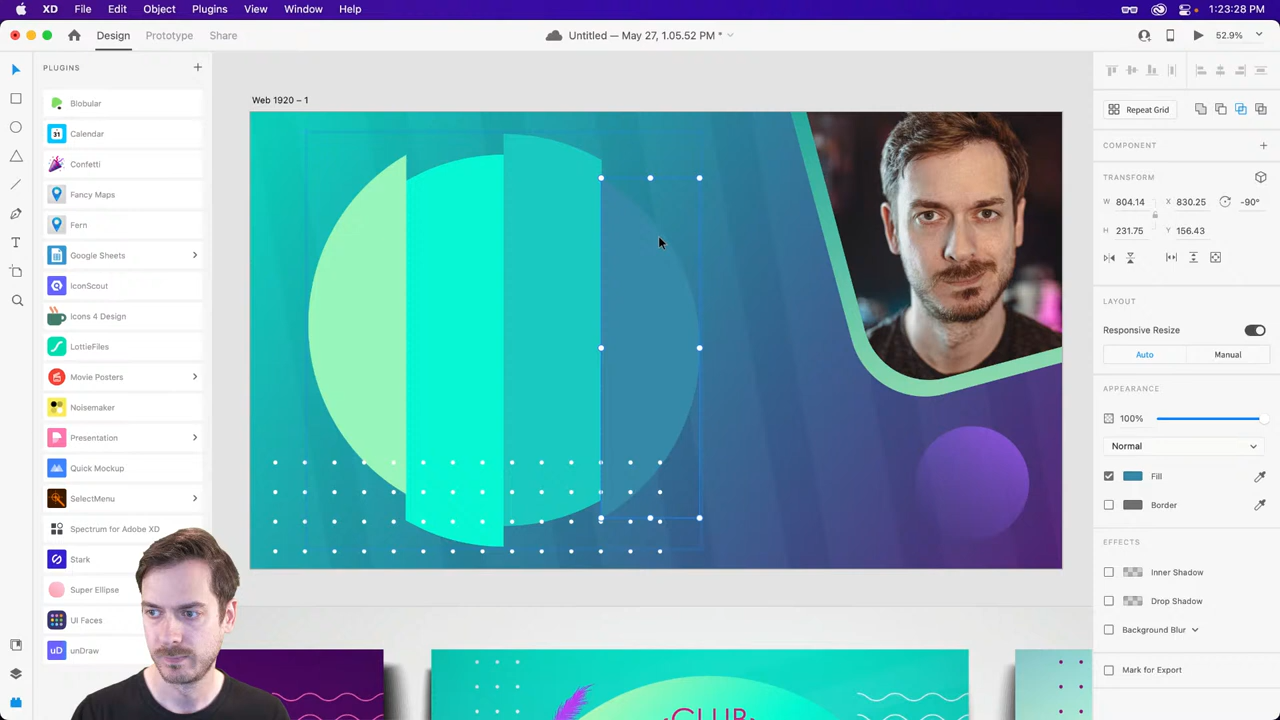 XD File Edit Object Plugins View Window Help 1:23:28 PM
Design Prototype Share Untitled — May 27, 1.05.52 PM * 52.9%
PLUGINS
Blobular
Calendar
31
Confetti
Fancy Maps
Fern
Google Sheets
IconScout
Icons 4 Design
LottieFiles
Movie Posters
Noisemaker
Presentation
Quick Mockup
SelectMenu
Spectrum for Adobe XD
Stark
Super Ellipse
UI Faces
uD unDraw
Web 1920 – 1
CLUB
Repeat Grid
COMPONENT
TRANSFORM
W 804.14 X 830.25 -90°
H 231.75 Y 156.43
LAYOUT
Responsive Resize
Auto Manual
APPEARANCE
100%
Normal
Fill
Border
EFFECTS
Inner Shadow
Drop Shadow
Background Blur
Mark for Export